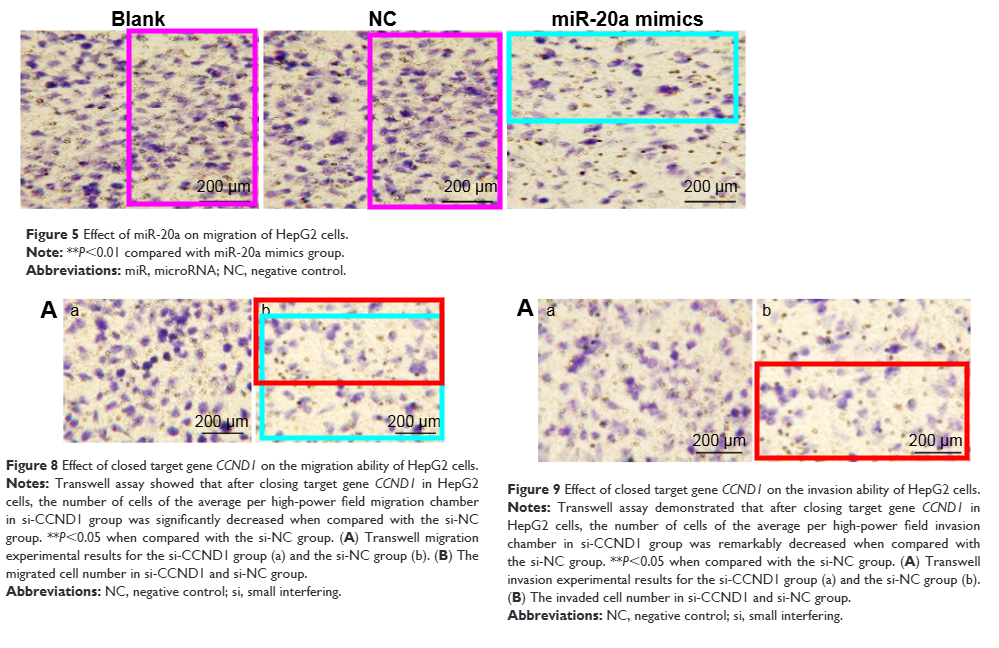 Blank
NC
miR-20a mimics
200 µm
200 µm
200 µm
Figure 5 Effect of miR-20a on migration of HepG2 cells.
Note: **P<0.01 compared with miR-20a mimics group.
Abbreviations: miR, microRNA; NC, negative control.
A
a
b
200 µm
200 µm
Figure 8 Effect of closed target gene CCND1 on the migration ability of HepG2 cells.
Notes: Transwell assay showed that after closing target gene CCND1 in HepG2
cells, the number of cells of the average per high-power field migration chamber
in si-CCND1 group was significantly decreased when compared with the si-NC
group. **P<0.05 when compared with the si-NC group. (A) Transwell migration
experimental results for the si-CCND1 group (a) and the si-NC group (b). (B) The
migrated cell number in si-CCND1 and si-NC group.
Abbreviations: NC, negative control; si, small interfering.
A
a
b
200 µm
200 µm
Figure 9 Effect of closed target gene CCND1 on the invasion ability of HepG2 cells.
Notes: Transwell assay demonstrated that after closing target gene CCND1 in
HepG2 cells, the number of cells of the average per high-power field invasion
chamber in si-CCND1 group was remarkably decreased when compared with
the si-NC group. **P<0.05 when compared with the si-NC group. (A) Transwell
invasion experimental results for the si-CCND1 group (a) and the si-NC group (b).
(B) The invaded cell number in si-CCND1 and si-NC group.
Abbreviations: NC, negative control; si, small interfering.